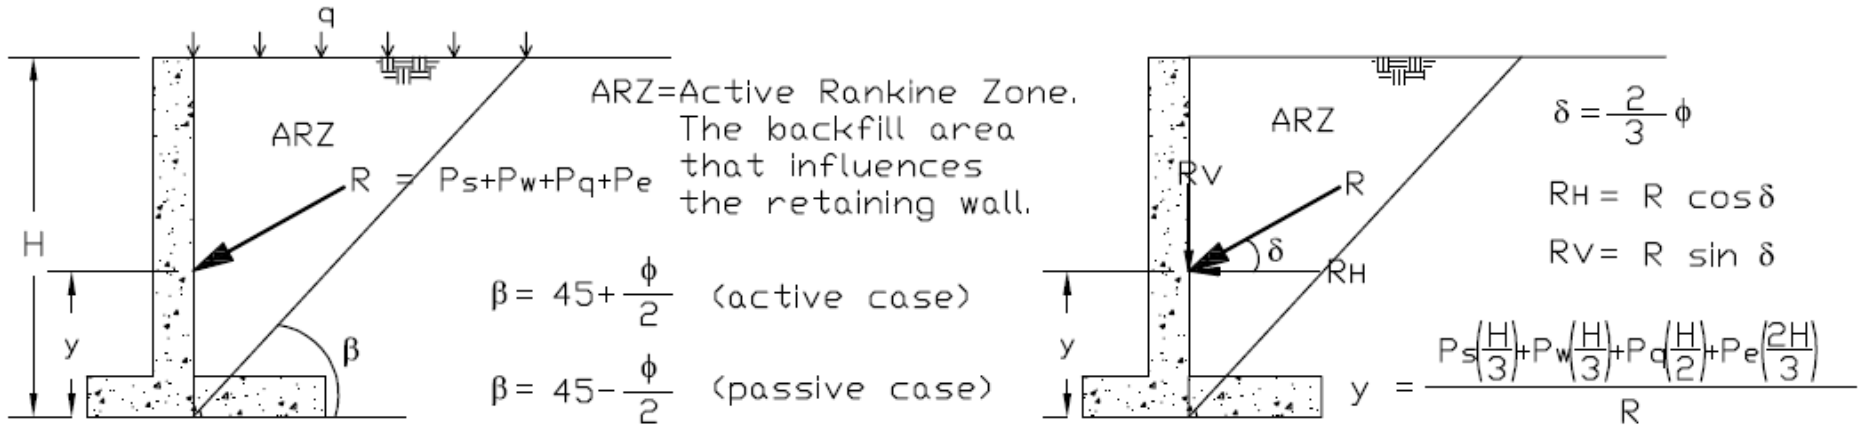 q
ARZ=Active Rankine Zone.
The backfill area
that influences
the retaining wall.
ARZ
R = Ps+Pw+Pq+Pe
H
y
β
β = 45+ϕ/2 (active case)
β = 45-ϕ/2 (passive case)
ARZ
RV
R
δ
RH
y
δ = 2/3 ϕ
RH = R cosδ
RV = R sin δ
y = (Ps(H/3)+Pw(H/3)+Pq(H/2)+Pe(2H/3))/R